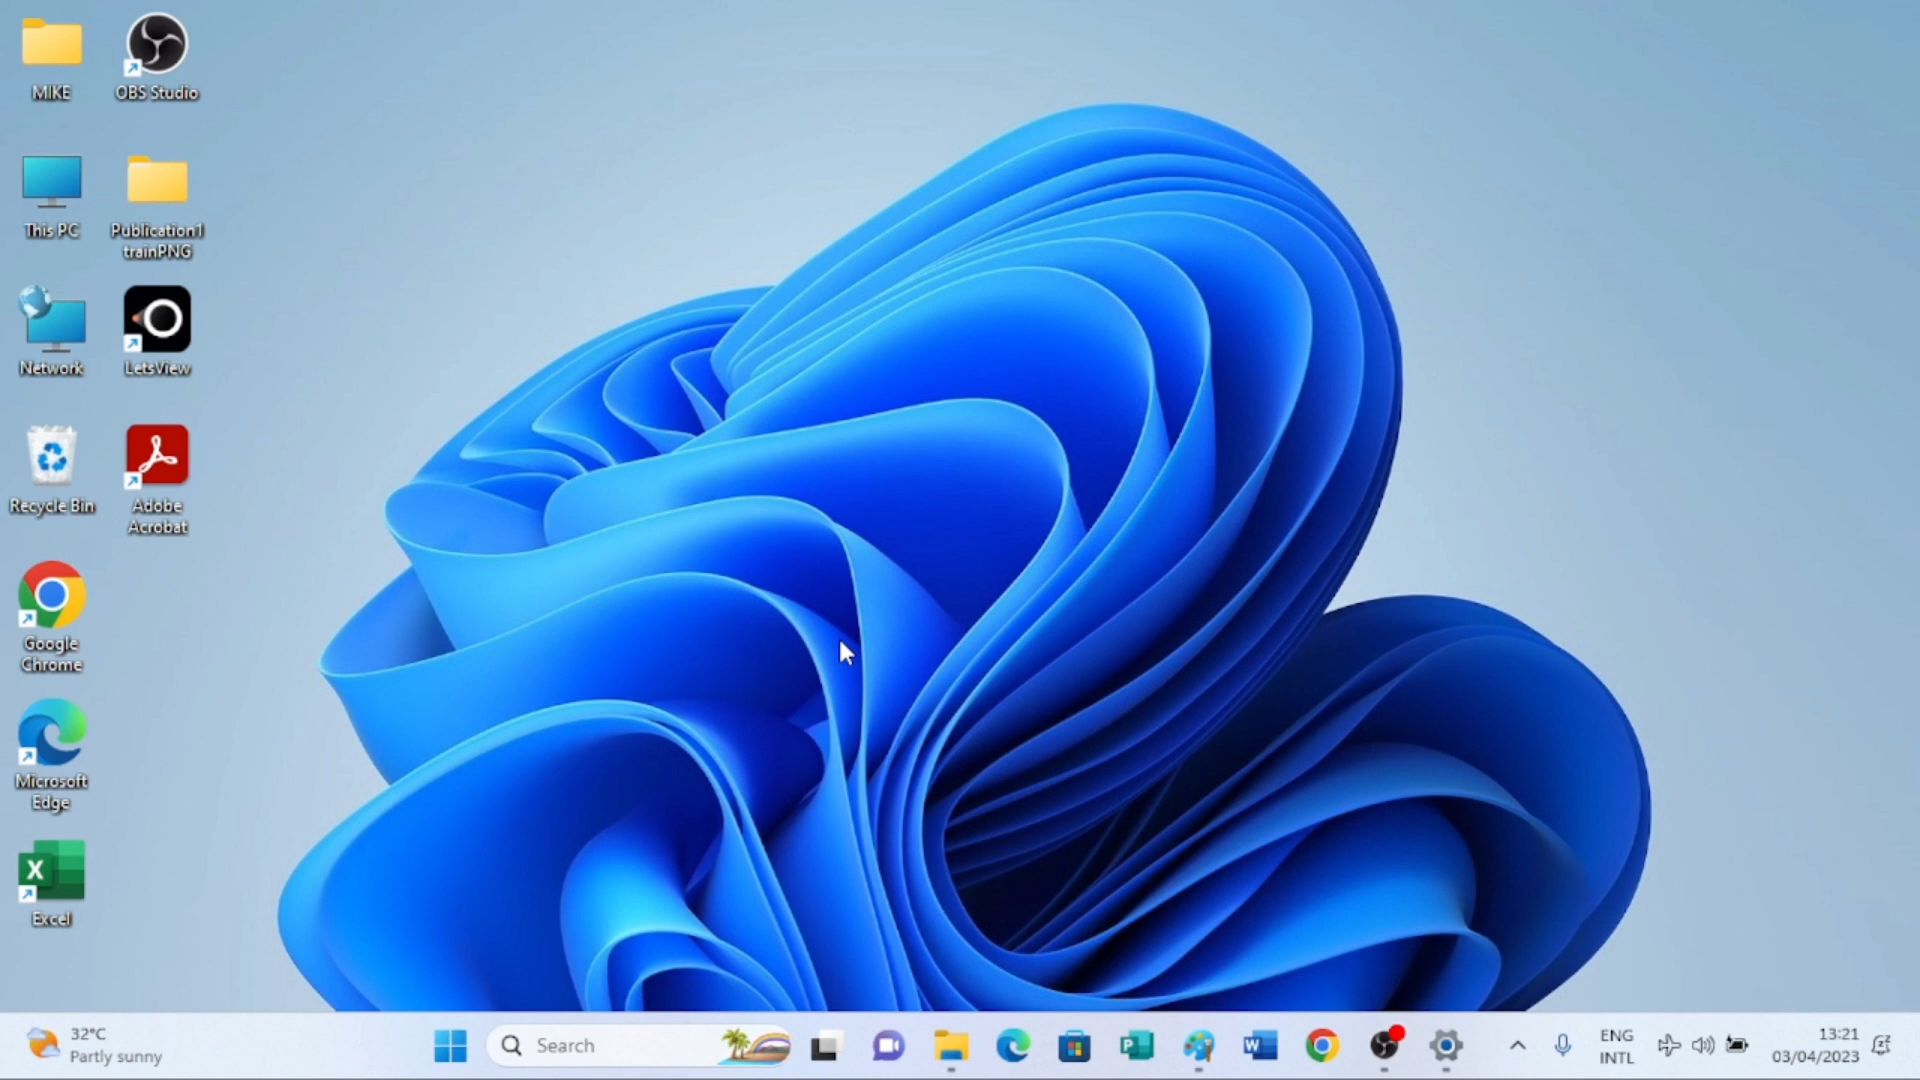 MIKE
OBS Studio
This PC
Publication1
trainPNG
Network
LetsView
Recycle Bin
Adobe
Acrobat
Google
Chrome
Microsoft
Edge
X
Excel
32°C
Partly sunny
Search
P
W
ENG
INTL
13:21
03/04/2023